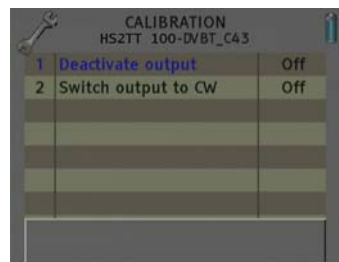 CALIBRATION
HS2TT 100-DVBT_C43
1 Deactivate output Off
2 Switch output to CW Off